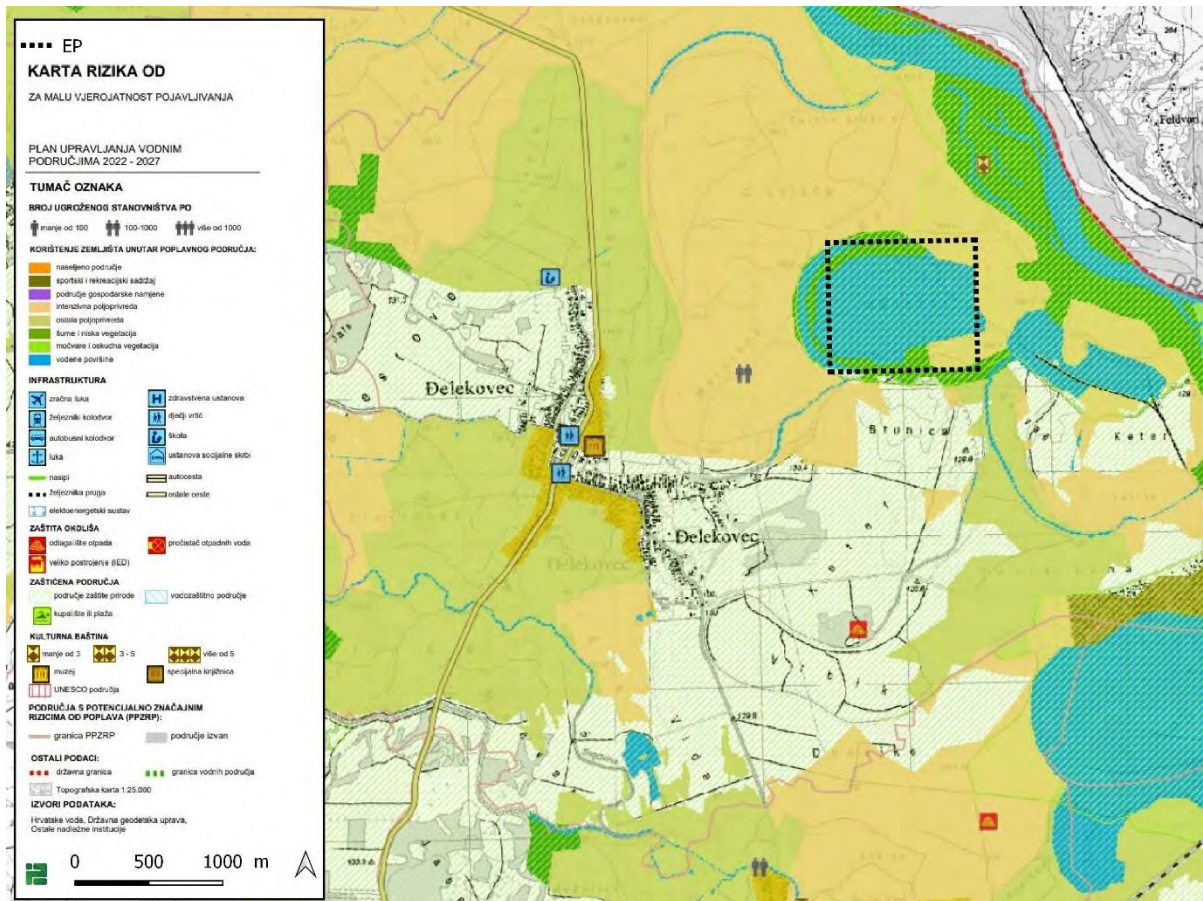 EP
KARTA RIZIKA OD
ZA MALU VJEROJATNOST POJAVLJIVANJA
PLAN UPRAVLJANJA VODNIM
PODRUČJIMA 2022 - 2027
TUMAČ OZNAKA
BROJ UGROŽENOG STANOVNIŠTVA PO
manje od 100 100-1000 više od 1000
KORIŠTENJE ZEMLJIŠTA UNUTAR POPLAVNOG PODRUČJA:
naseljeno područje
sportski i rekreacijski sadržaj
područje gospodarske namjene
intenzivna poljoprivreda
ostala poljoprivreda
šume i niska vegetacija
močvare i oskudna vegetacija
vodene površine
INFRASTRUKTURA
zračna luka
željeznički kolodvor
autobusni kolodvor
luka
nasipi
željeznička pruga
elektoenergetski sustav
zdravstvena ustanova
dječji vrtić
škola
ustanova socijalne skrbi
autocesta
ostale ceste
ZAŠTITA OKOLIŠA
odlagalište otpada pročistač otpadnih voda
veliko postrojenje (IED)
ZAŠTIĆENA PODRUČJA
područje zaštite prirode vodozaštitno područje
kupalište ili plaža
KULTURNA BAŠTINA
manje od 3 3 - 5 više od 5
muzej specijalna knjižnica
UNESCO područja
PODRUČJA S POTENCIJALNO ZNAČAJNIM
RIZICIMA OD POPLAVA (PPZRP):
granica PPZRP područje izvan
OSTALI PODACI:
državna granica granica vodnih područja
Topografska karta 1:25.000
IZVORI PODATAKA:
Hrvatske vode, Državna geodetska uprava,
Ostale nadležne institucije
0 500 1000 m
Feldvar
Đelekovec
Brunica
Keter
Đelekovec
Đelekovec